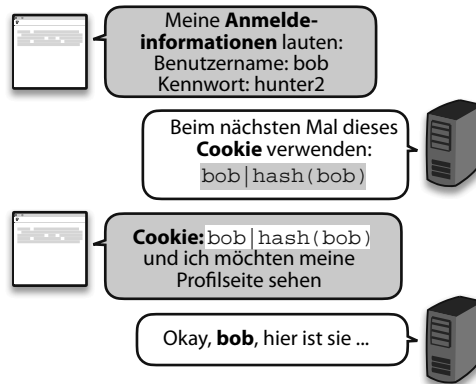 Meine Anmelde-
informationen lauten:
Benutzername: bob
Kennwort: hunter2
Beim nächsten Mal dieses
Cookie verwenden:
bob|hash(bob)
Cookie: bob|hash(bob)
und ich möchten meine
Profilseite sehen
Okay, bob, hier ist sie ...